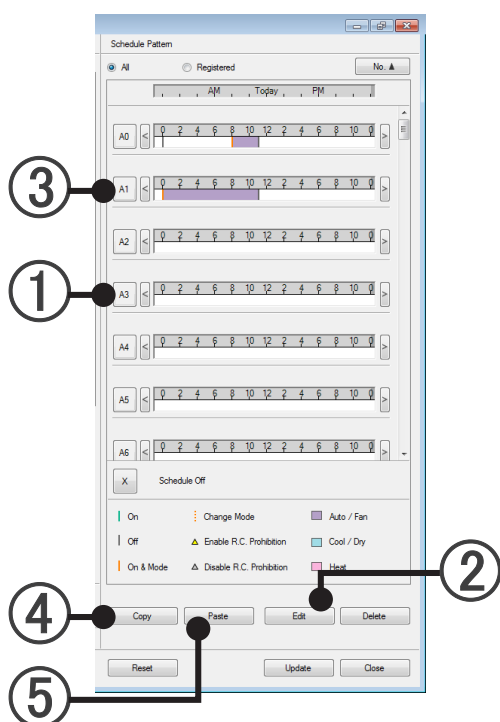 Schedule Pattern
All Registered No. ▲
AM Today PM
A0 < 0 2 4 6 8 10 12 2 4 6 8 10 0 >
③ A1 < 0 2 4 6 8 10 12 2 4 6 8 10 0 >
A2 < 0 2 4 6 8 10 12 2 4 6 8 10 0 >
① A3 < 0 2 4 6 8 10 12 2 4 6 8 10 0 >
A4 < 0 2 4 6 8 10 12 2 4 6 8 10 0 >
A5 < 0 2 4 6 8 10 12 2 4 6 8 10 0 >
A6 < 0 2 4 6 8 10 12 2 4 6 8 10 0 >
X Schedule Off
On Change Mode Auto / Fan
Off Enable R.C. Prohibition Cool / Dry
On & Mode Disable R.C. Prohibition Heat
②
④ Copy Paste Edit Delete
Reset Update Close
⑤